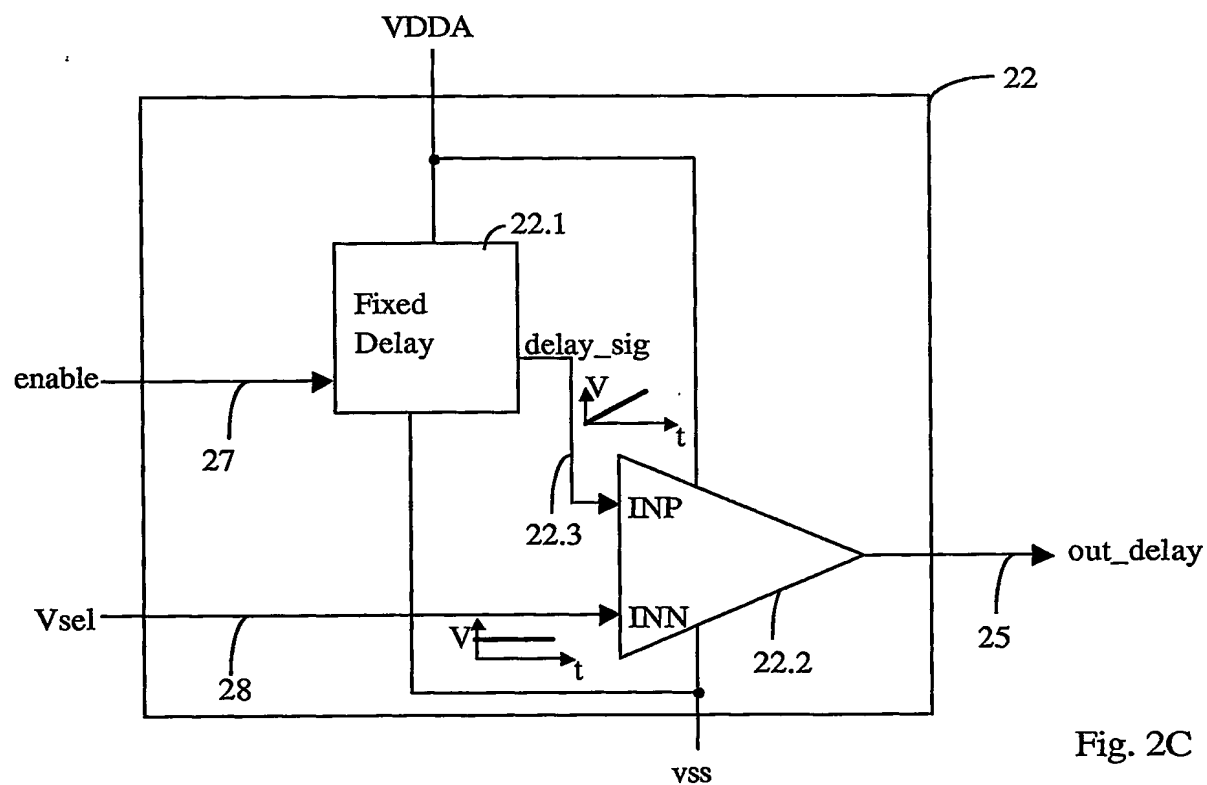 VDDA
22
22.1
Fixed
Delay
delay_sig
enable
V
t
27
INP
22.3
out_delay
Vsel
INN
V
t
25
28
22.2
Fig. 2C
vss